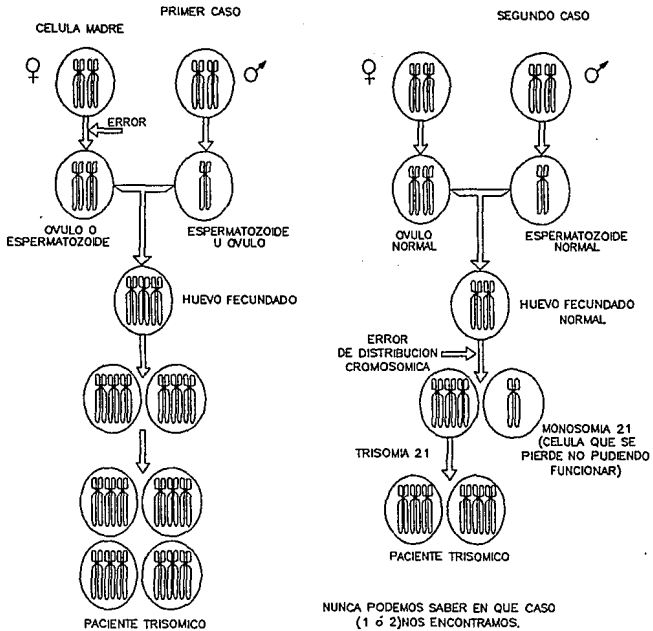 PRIMER CASO
CELULA MADRE
♀
♂
ERROR
OVULO O
ESPERMATOZOIDE
ESPERMATOZOIDE
U OVULO
HUEVO FECUNDADO
PACIENTE TRISOMICO
SEGUNDO CASO
♀
♂
OVULO
NORMAL
ESPERMATOZOIDE
NORMAL
HUEVO FECUNDADO
NORMAL
ERROR
DE DISTRIBUCION
CROMOSOMICA
MONOSOMIA 21
(CELULA QUE SE
PIERDE NO PUDIENDO
FUNCIONAR)
TRISOMIA 21
PACIENTE TRISOMICO
NUNCA PODEMOS SABER EN QUE CASO
(1 ó 2)NOS ENCONTRAMOS.